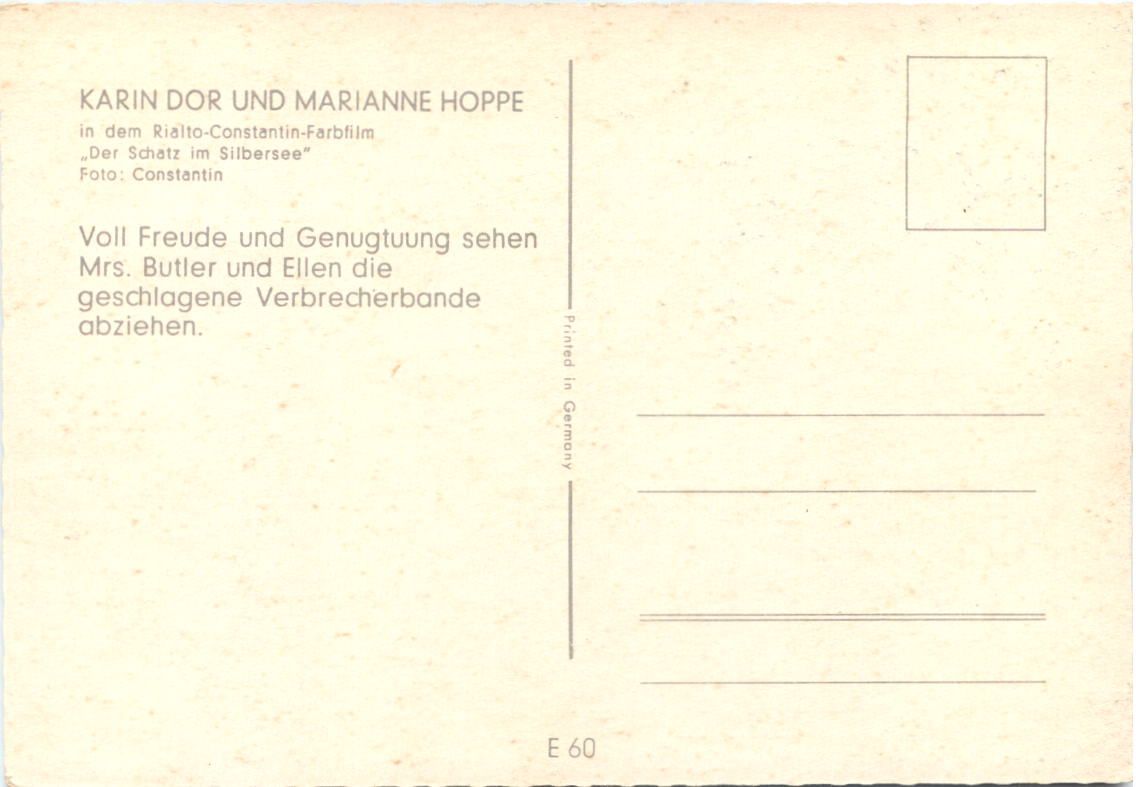 KARIN DOR UND MARIANNE HOPPE
in dem Rialto-Constantin-Farbfilm
„Der Schatz im Silbersee”
Foto: Constantin
Voll Freude und Genugtuung sehen
Mrs. Butler und Ellen die
geschlagene Verbrecherbande
abziehen.
Printed in Germany
E 60